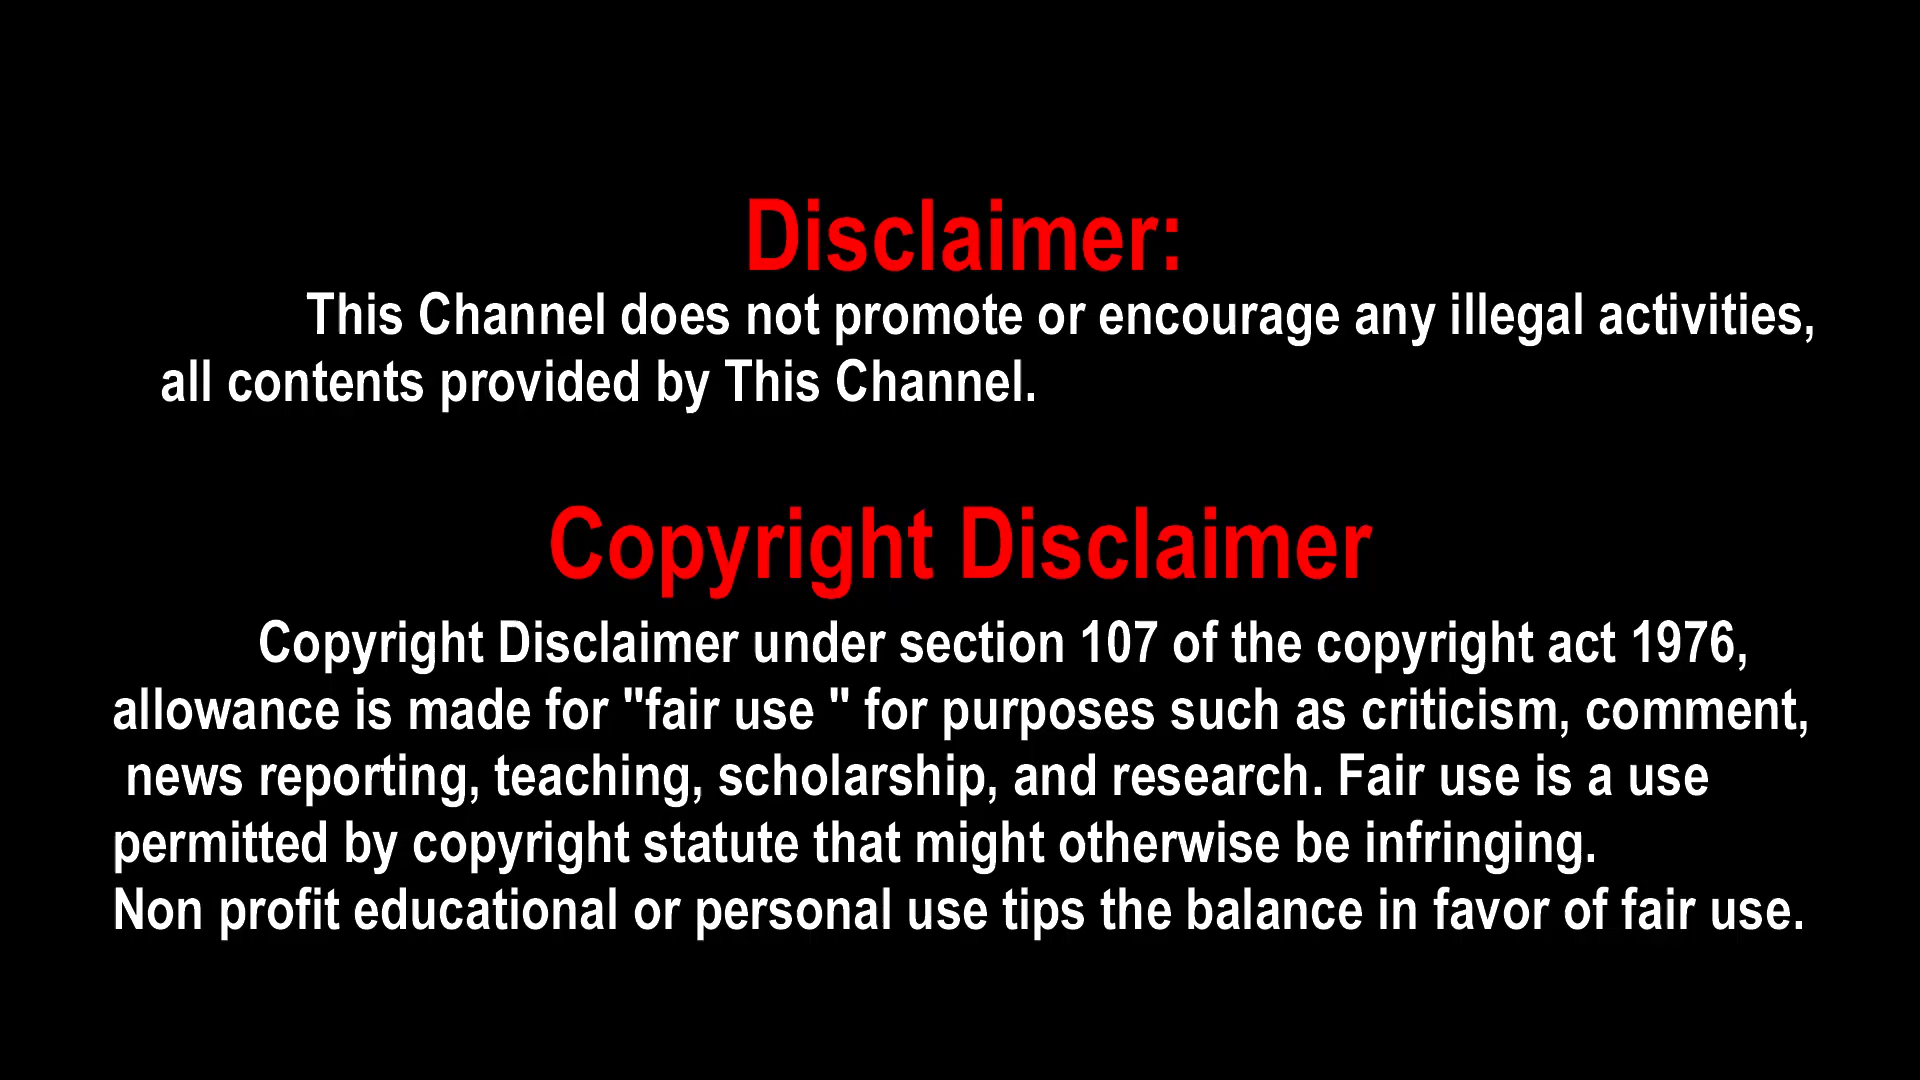 Disclaimer:
This Channel does not promote or encourage any illegal activities,
all contents provided by This Channel.
Copyright Disclaimer
Copyright Disclaimer under section 107 of the copyright act 1976,
allowance is made for "fair use " for purposes such as criticism, comment,
news reporting, teaching, scholarship, and research. Fair use is a use
permitted by copyright statute that might otherwise be infringing.
Non profit educational or personal use tips the balance in favor of fair use.